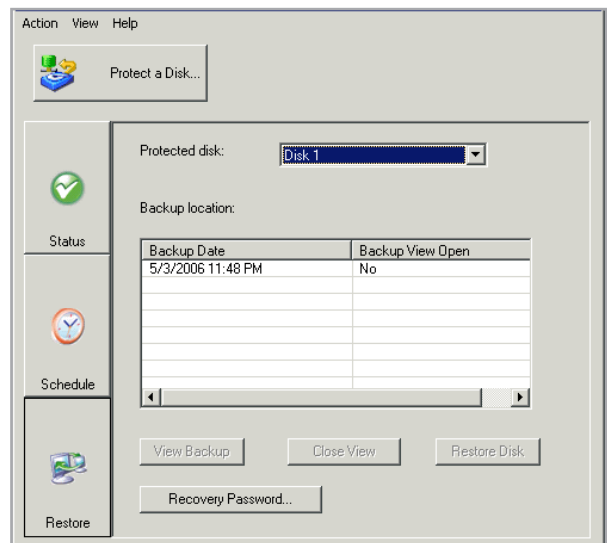 Action View Help
Protect a Disk...
Protected disk: Disk 1
Backup location:
Status
Backup Date Backup View Open
5/3/2006 11:48 PM No
Schedule
View Backup Close View Restore Disk
Recovery Password...
Restore